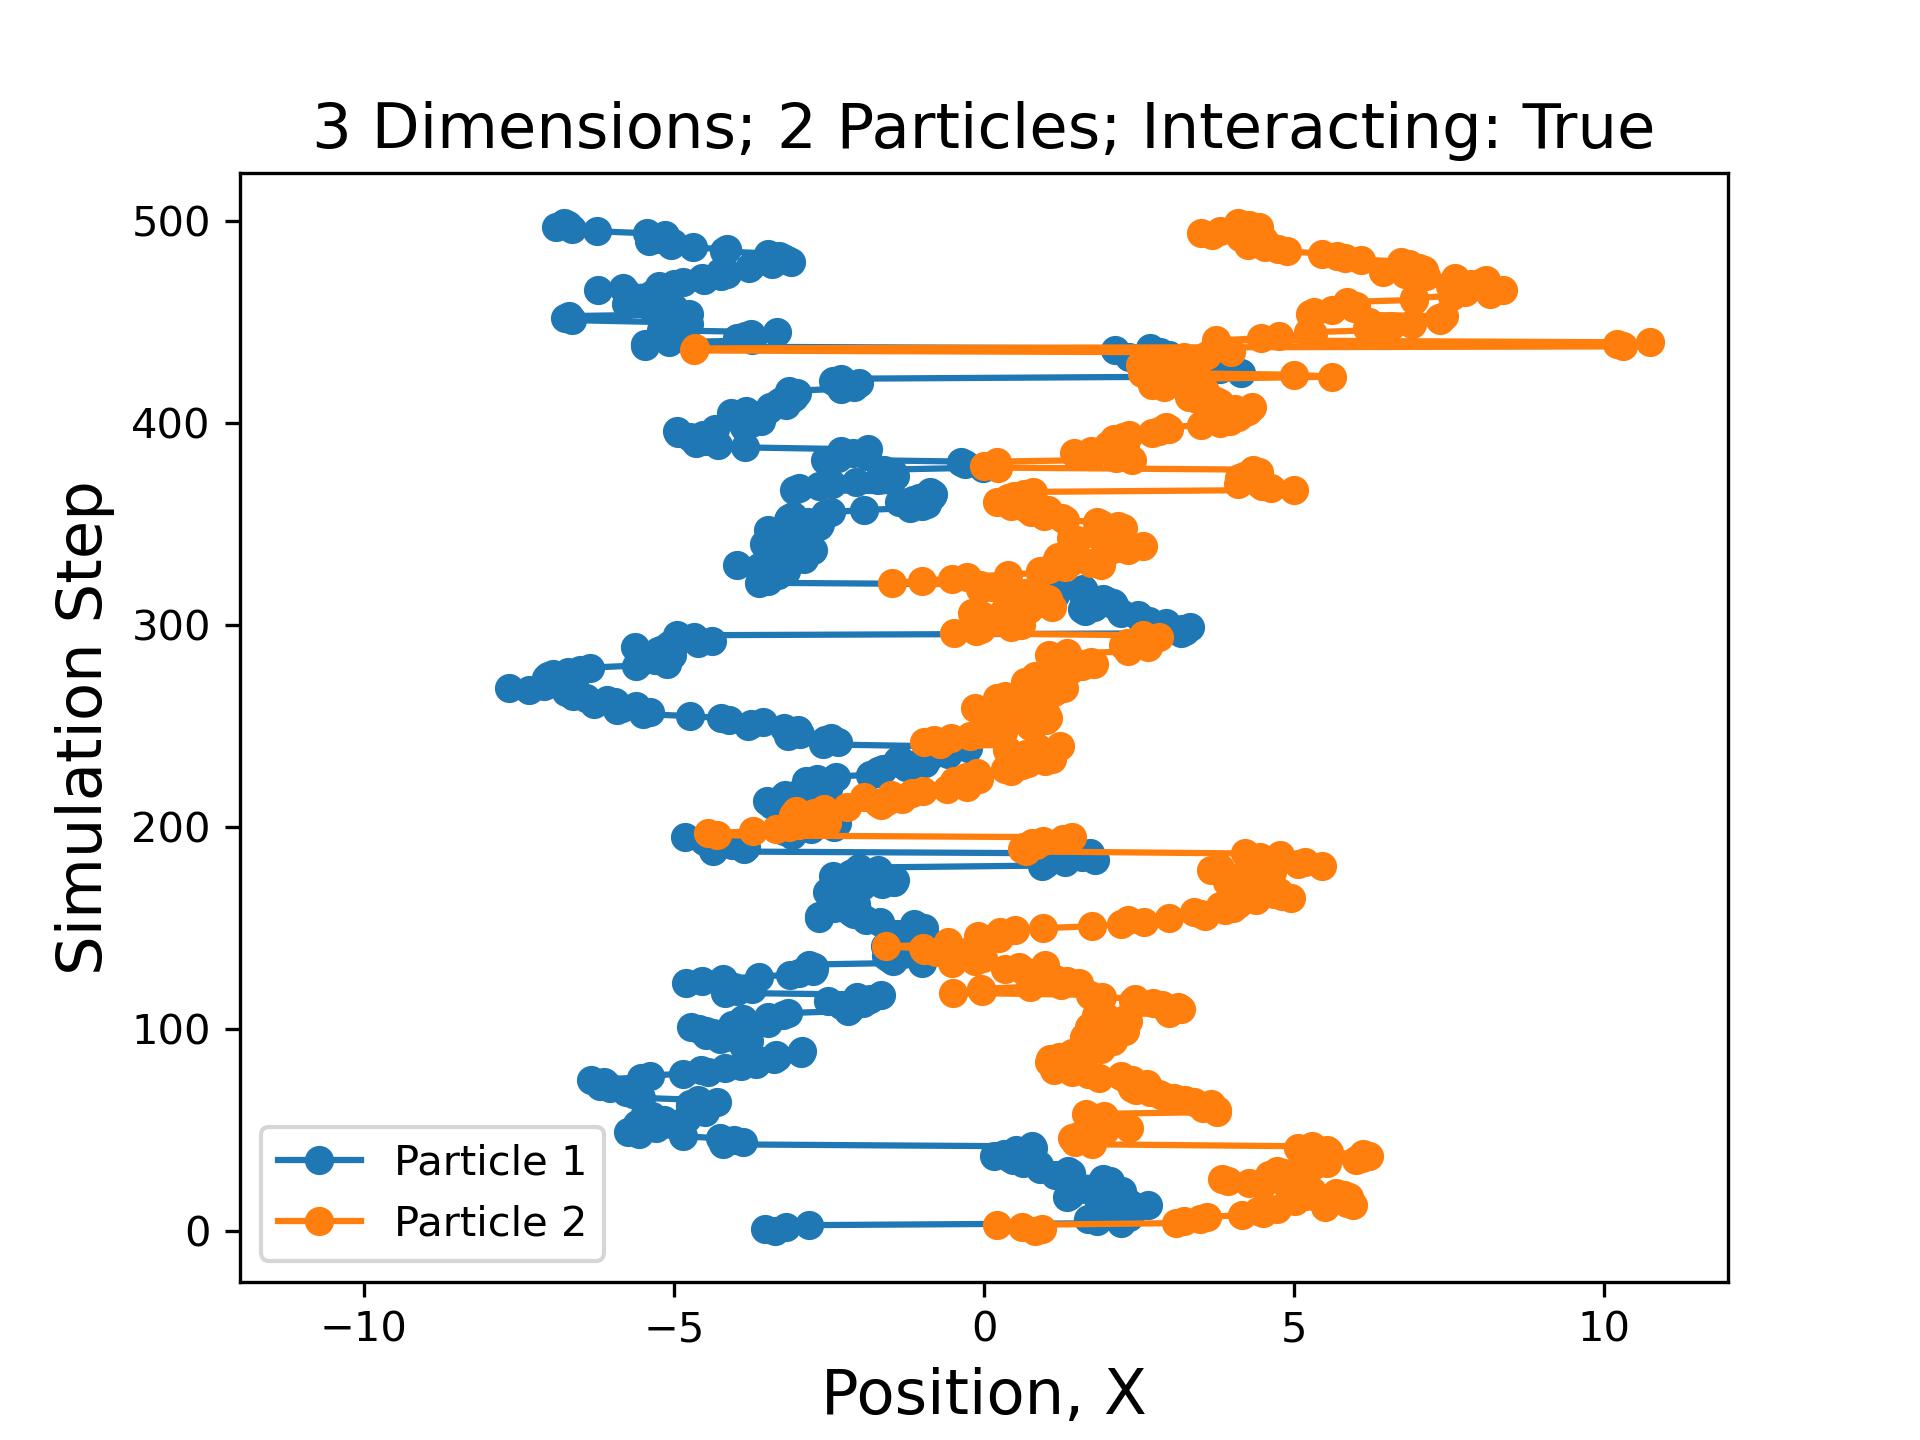 3 Dimensions; 2 Particles; Interacting: True
Simulation Step
500
400
300
200
100
0
Particle 1
Particle 2
−10
−5
0
5
10
Position, X